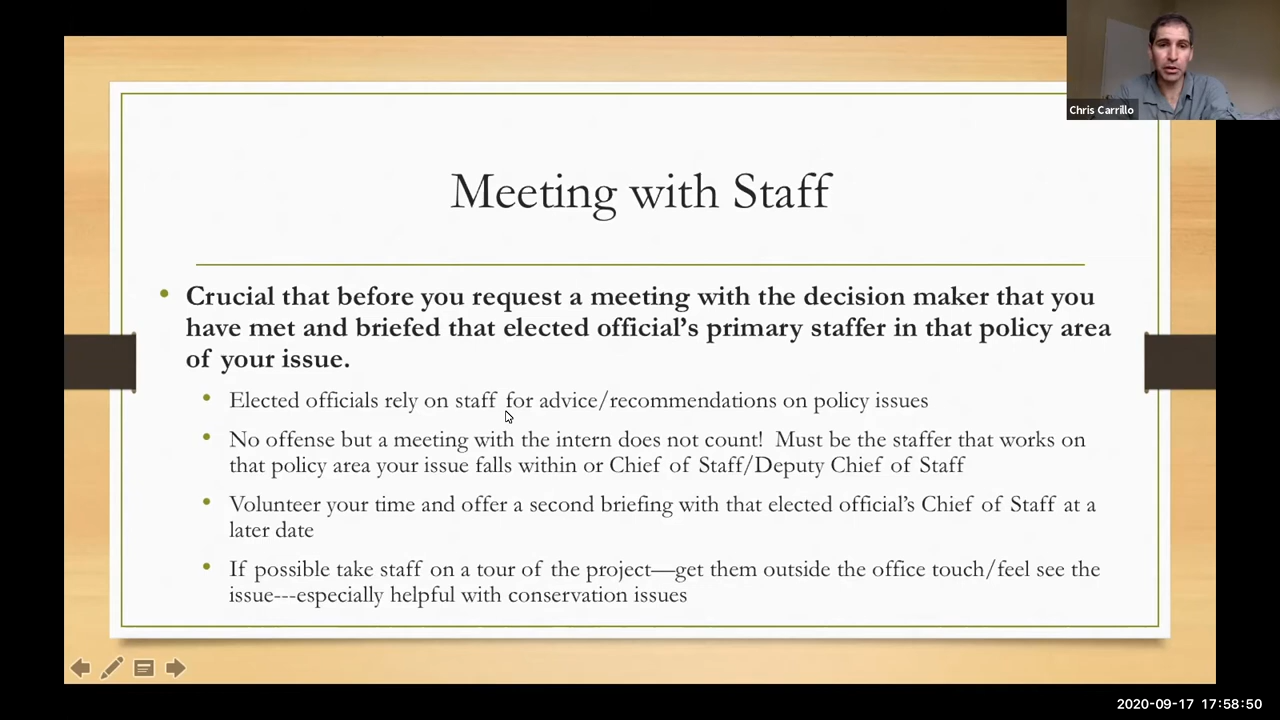 Chris Carrillo
Meeting with Staff
Crucial that before you request a meeting with the decision maker that you
have met and briefed that elected official’s primary staffer in that policy area
of your issue.
Elected officials rely on staff for advice/recommendations on policy issues
No offense but a meeting with the intern does not count! Must be the staffer that works on
that policy area your issue falls within or Chief of Staff/Deputy Chief of Staff
Volunteer your time and offer a second briefing with that elected official’s Chief of Staff at a
later date
If possible take staff on a tour of the project—get them outside the office touch/feel see the
issue---especially helpful with conservation issues
2020-09-17 17:58:50